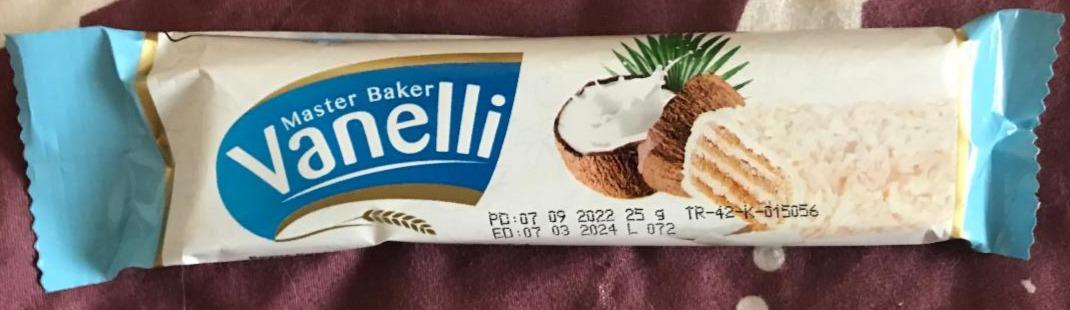 Master Baker
Vanelli
PD:07 09 2022 25 g TR-42-K-015056
ED:07 03 2024 L 072